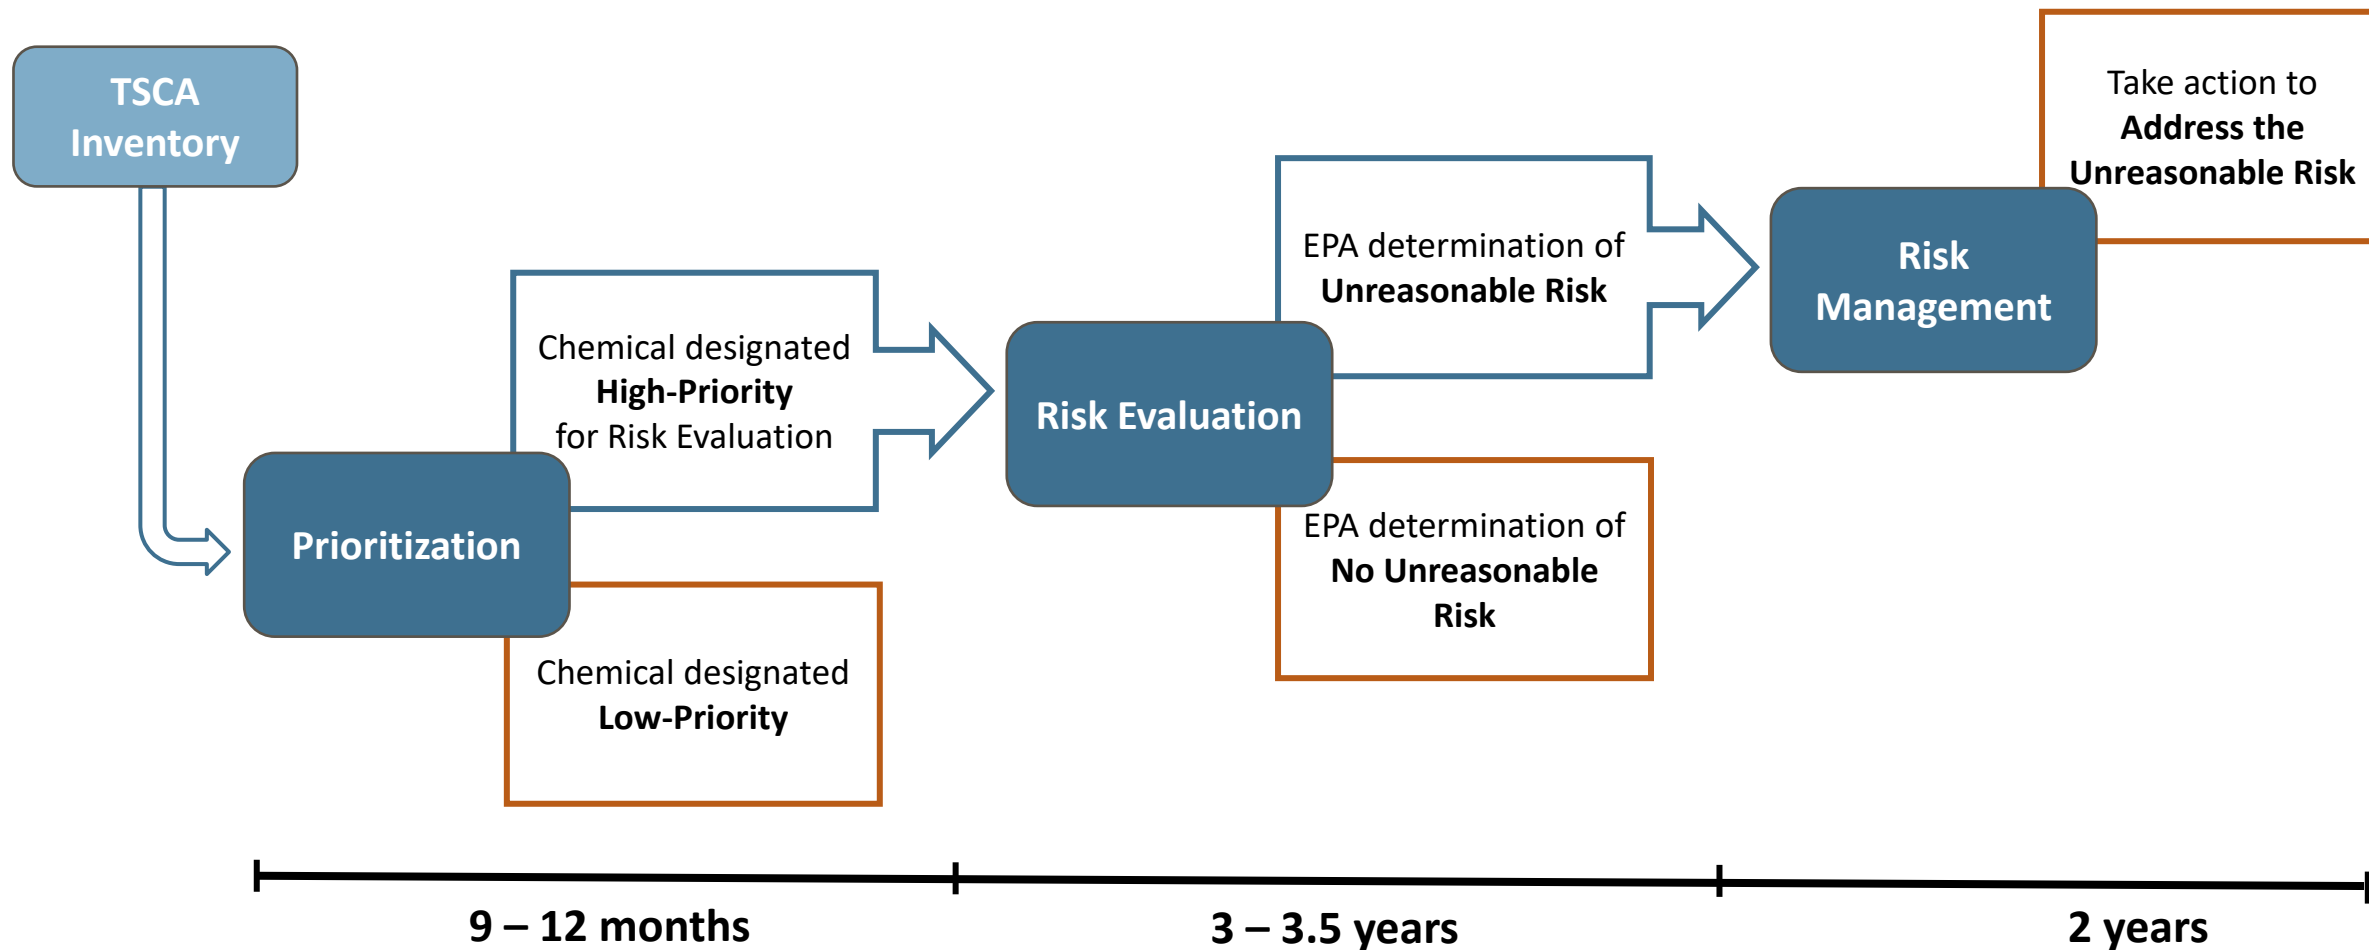 TSCA
Inventory
Prioritization
Chemical designated
High-Priority
for Risk Evaluation
Chemical designated
Low-Priority
Risk Evaluation
EPA determination of
Unreasonable Risk
EPA determination of
No Unreasonable
Risk
Risk
Management
Take action to
Address the
Unreasonable Risk
9 – 12 months
3 – 3.5 years
2 years